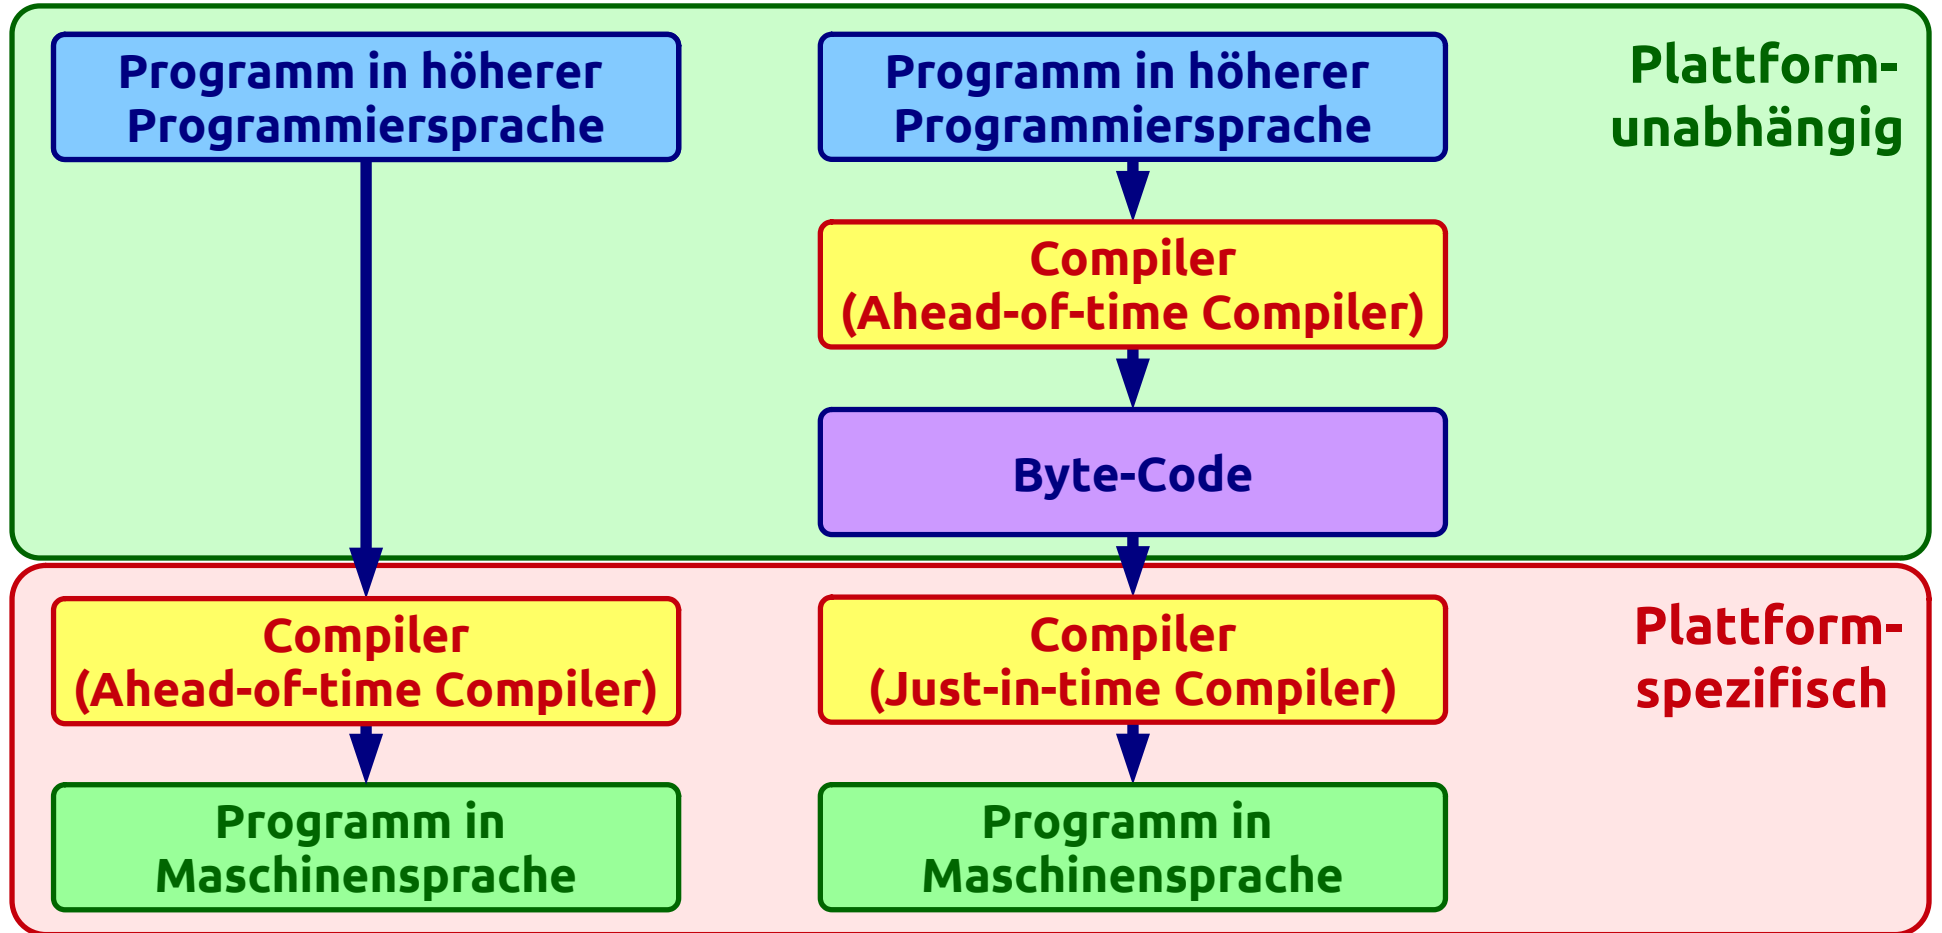 Programm in höherer
Programmiersprache
Programm in höherer
Programmiersprache
Plattform-
unabhängig
Compiler
(Ahead-of-time Compiler)
Byte-Code
Compiler
(Ahead-of-time Compiler)
Compiler
(Just-in-time Compiler)
Plattform-
spezifisch
Programm in
Maschinensprache
Programm in
Maschinensprache